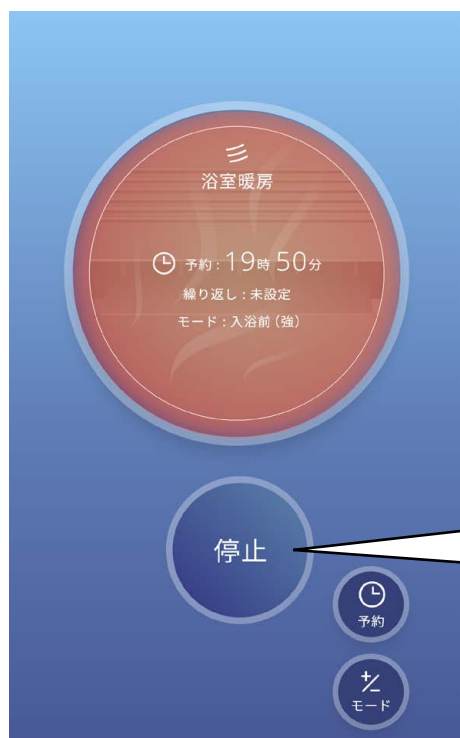 浴室暖房
予約:19時50分
繰り返し:未設定
モード:入浴前(強)
停止
予約
モード